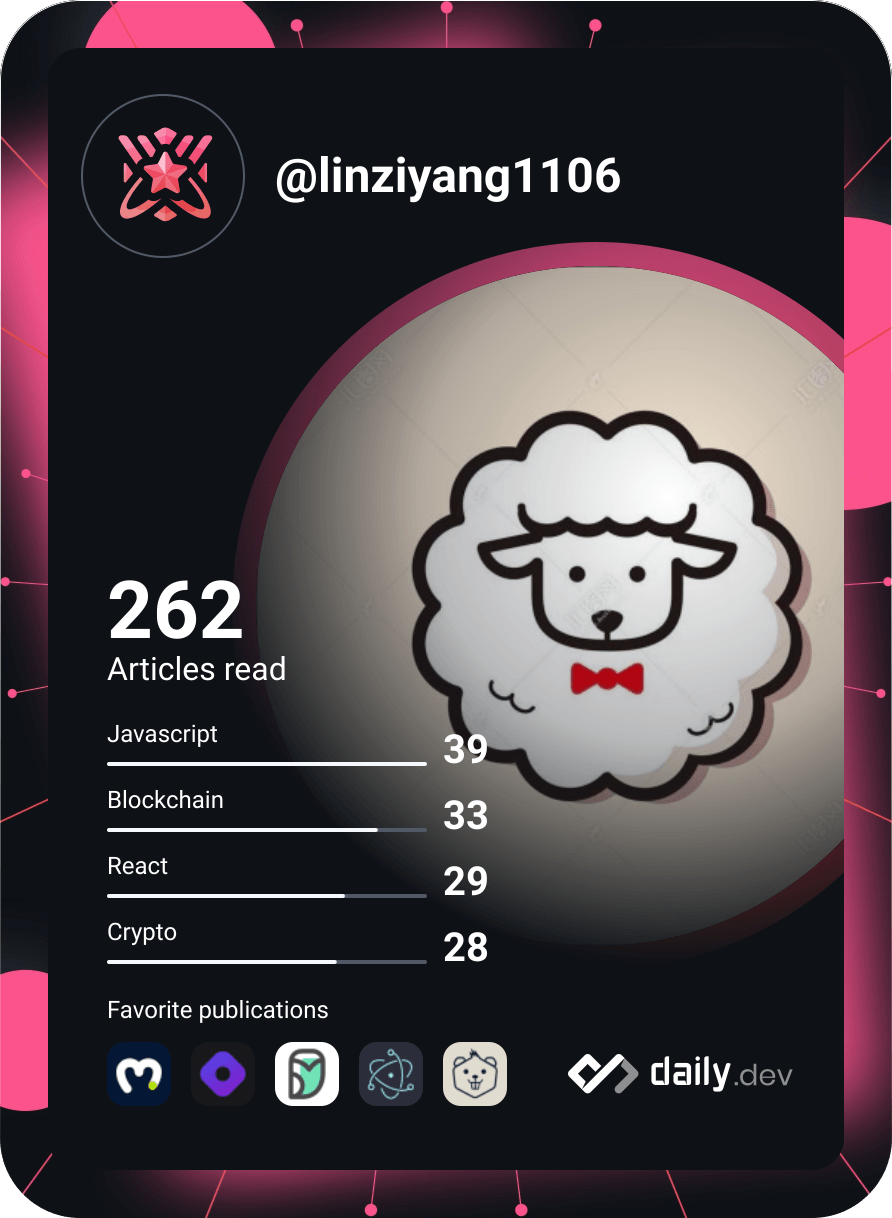 @linziyang1106
262
Articles read
Javascript
39
Blockchain
33
React
29
Crypto
28
Favorite publications
daily.dev